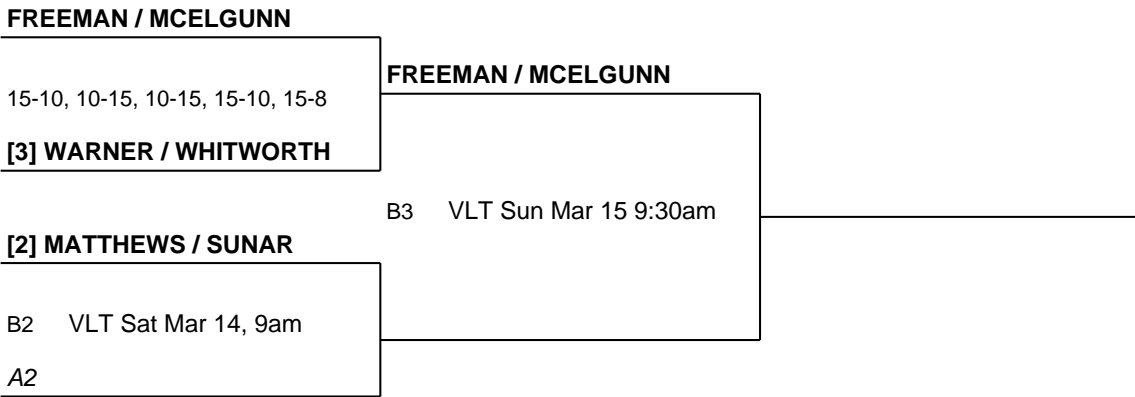 FREEMAN / MCELGUNN
15-10, 10-15, 10-15, 15-10, 15-8
[3] WARNER / WHITWORTH
FREEMAN / MCELGUNN
B3 VLT Sun Mar 15 9:30am
[2] MATTHEWS / SUNAR
B2 VLT Sat Mar 14, 9am
A2